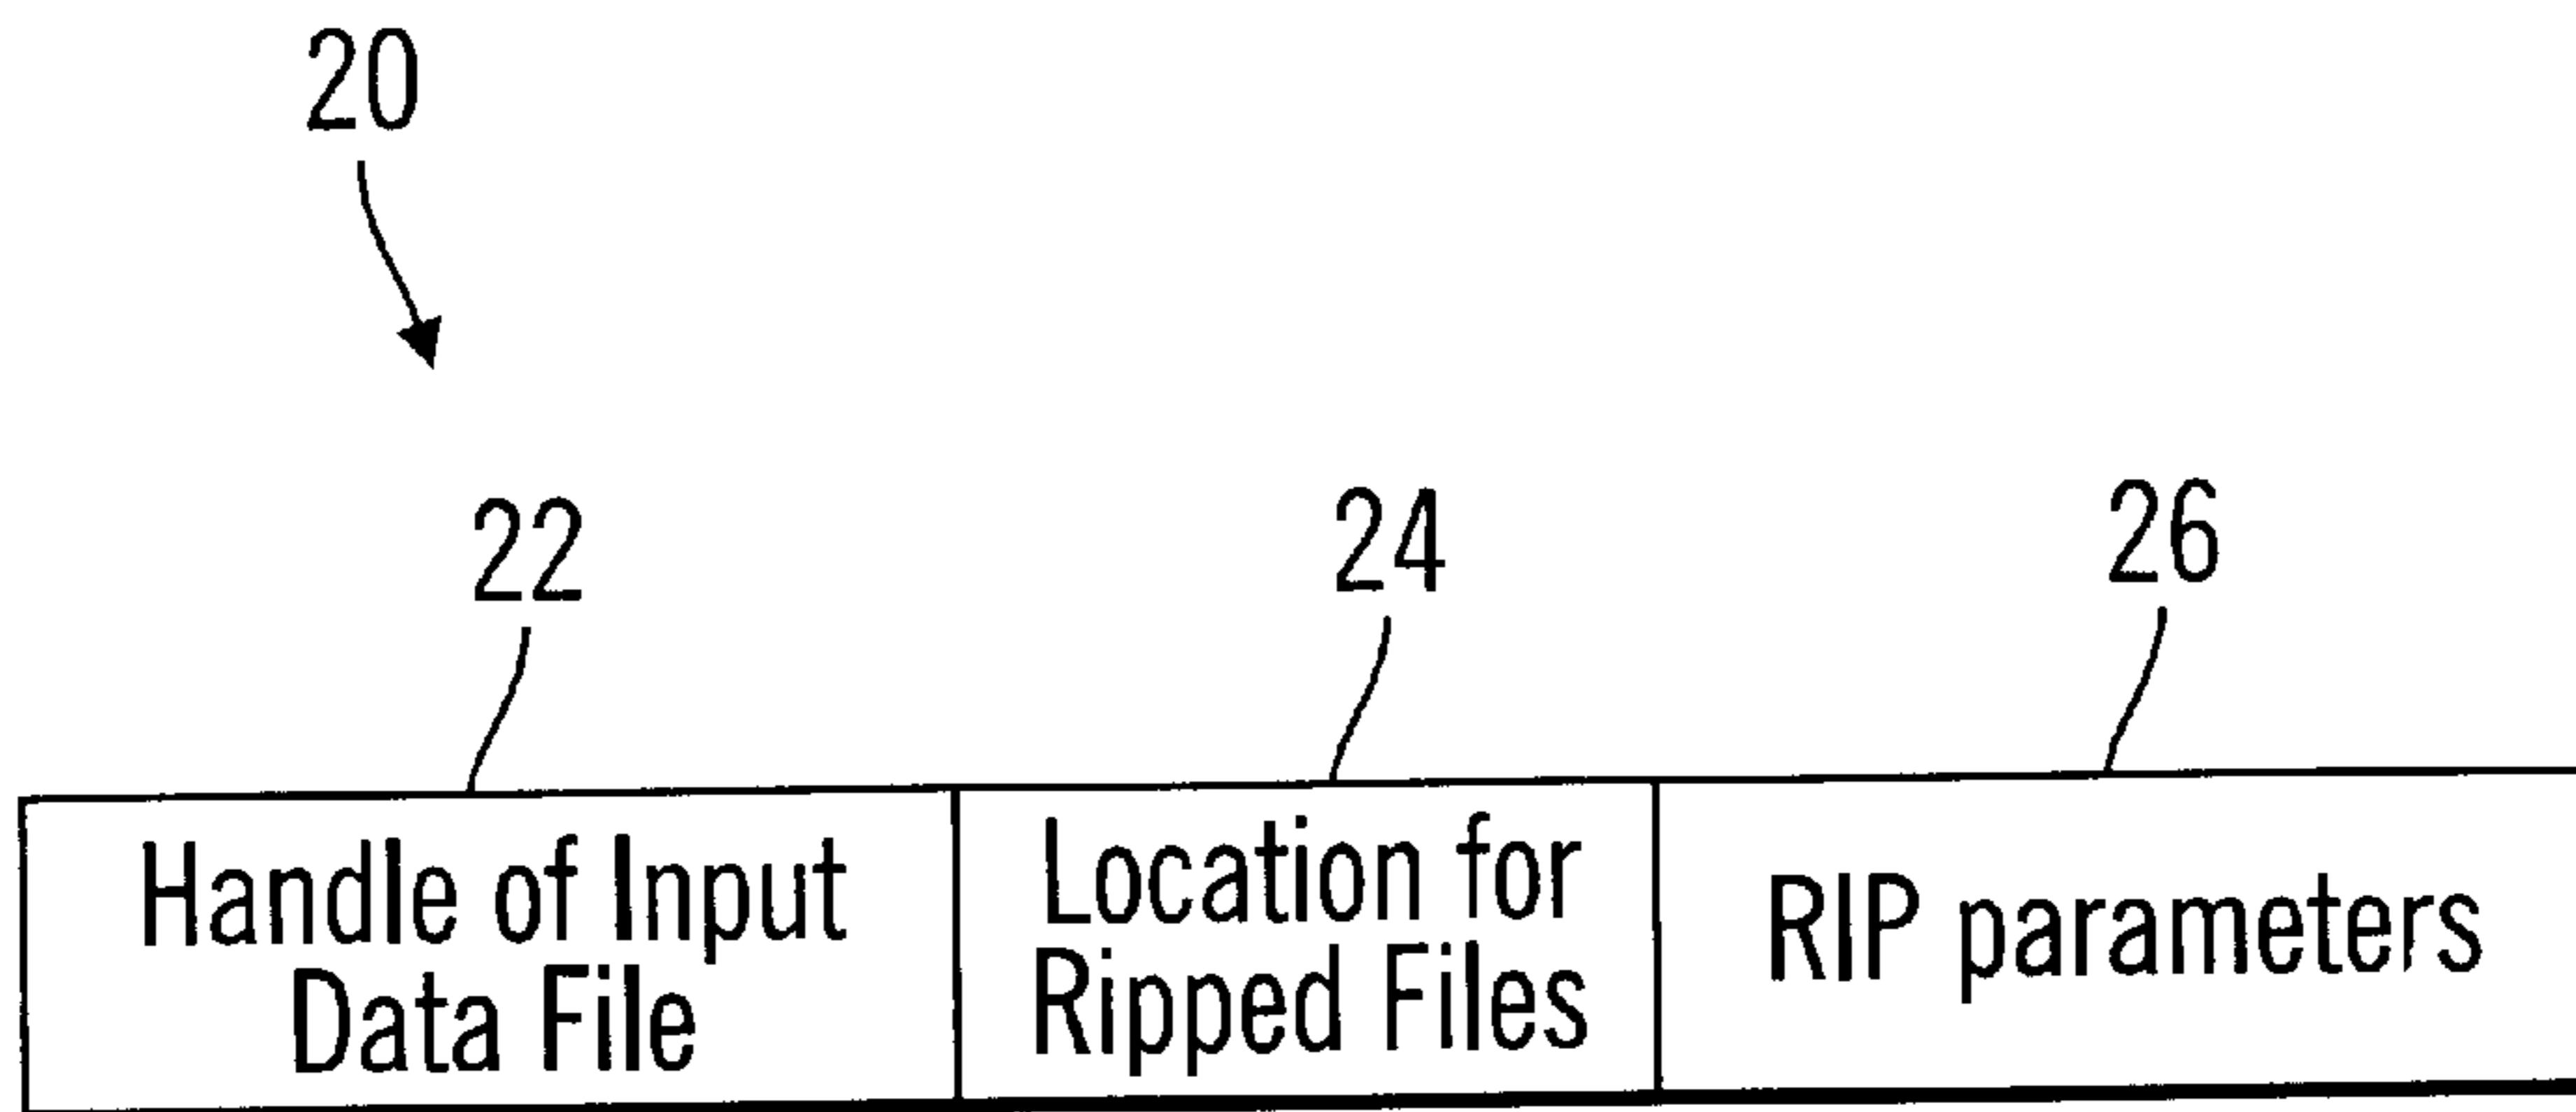 20
22
24
26
Handle of Input
Data File
Location for
Ripped Files
RIP parameters